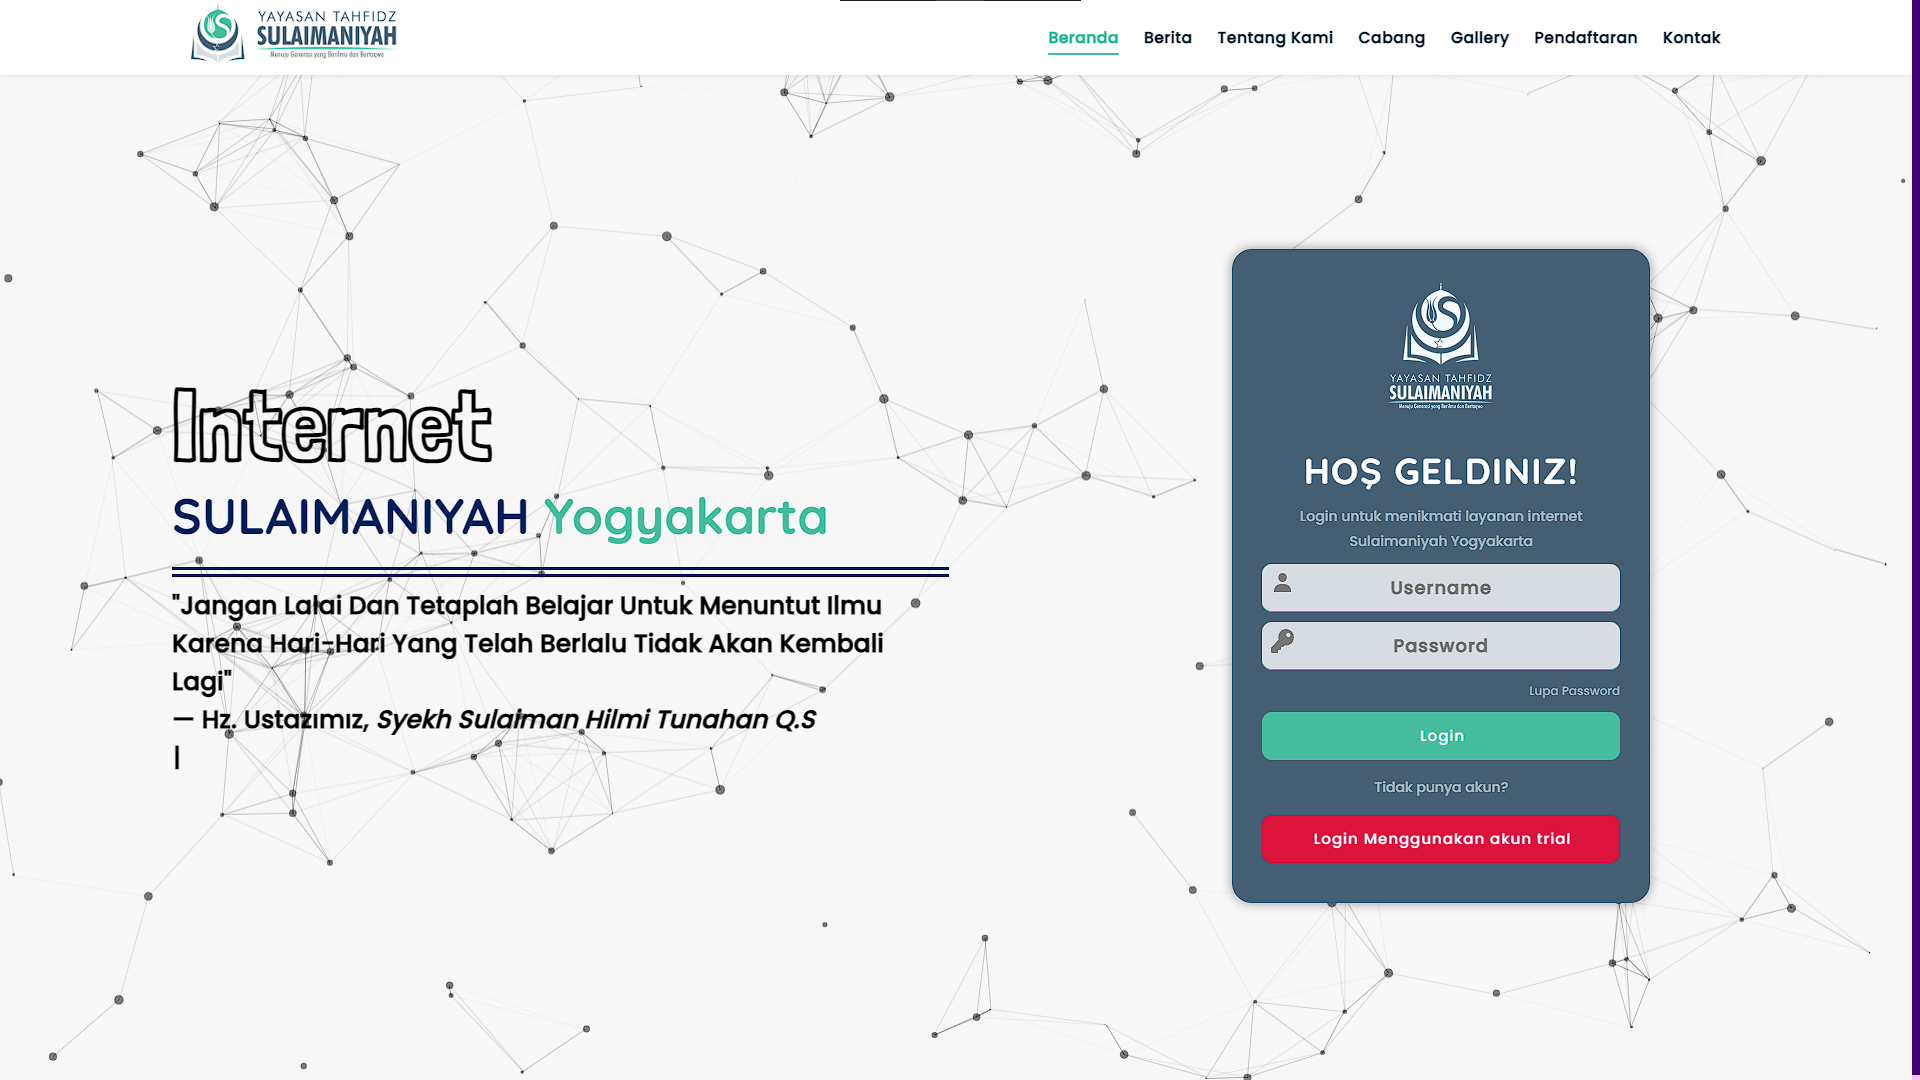 YAYASAN TAHFIDZ
SULAIMANIYAH
Menuju Generasi yang Berilmu dan Bertaqwa
Beranda Berita Tentang Kami Cabang Gallery Pendaftaran Kontak
Internet
SULAIMANIYAH Yogyakarta
"Jangan Lalai Dan Tetaplah Belajar Untuk Menuntut Ilmu
Karena Hari-Hari Yang Telah Berlalu Tidak Akan Kembali
Lagi"
— Hz. Ustazımız, Syekh Sulaiman Hilmi Tunahan Q.S
|
YAYASAN TAHFIDZ
SULAIMANIYAH
Menuju Generasi yang Berilmu dan Bertaqwa
HOŞ GELDINIZ!
Login untuk menikmati layanan internet
Sulaimaniyah Yogyakarta
Username
Password
Lupa Password
Login
Tidak punya akun?
Login Menggunakan akun trial